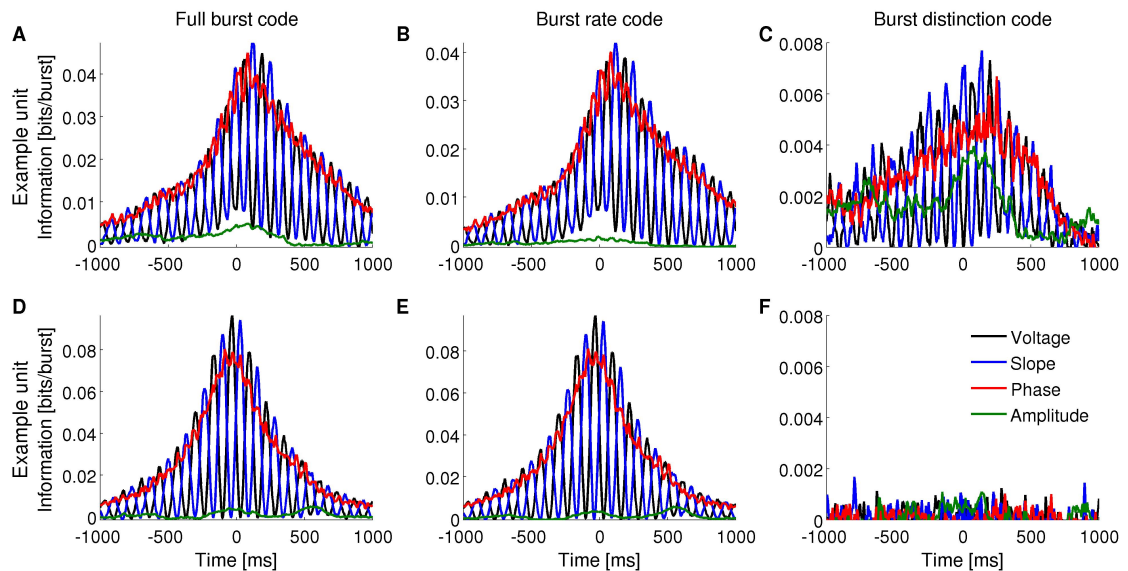 Full burst code
Burst rate code
Burst distinction code
A
B
C
Example unit
Information [bits/burst]
0.04
0.03
0.02
0.01
0
-1000 -500 0 500 1000
0.04
0.03
0.02
0.01
0
-1000 -500 0 500 1000
0.008
0.006
0.004
0.002
0
-1000 -500 0 500 1000
D
E
F
Example unit
Information [bits/burst]
0.08
0.06
0.04
0.02
0
-1000 -500 0 500 1000
Time [ms]
0.08
0.06
0.04
0.02
0
-1000 -500 0 500 1000
Time [ms]
0.008
0.006
0.004
0.002
0
-1000 -500 0 500 1000
Time [ms]
Voltage
Slope
Phase
Amplitude